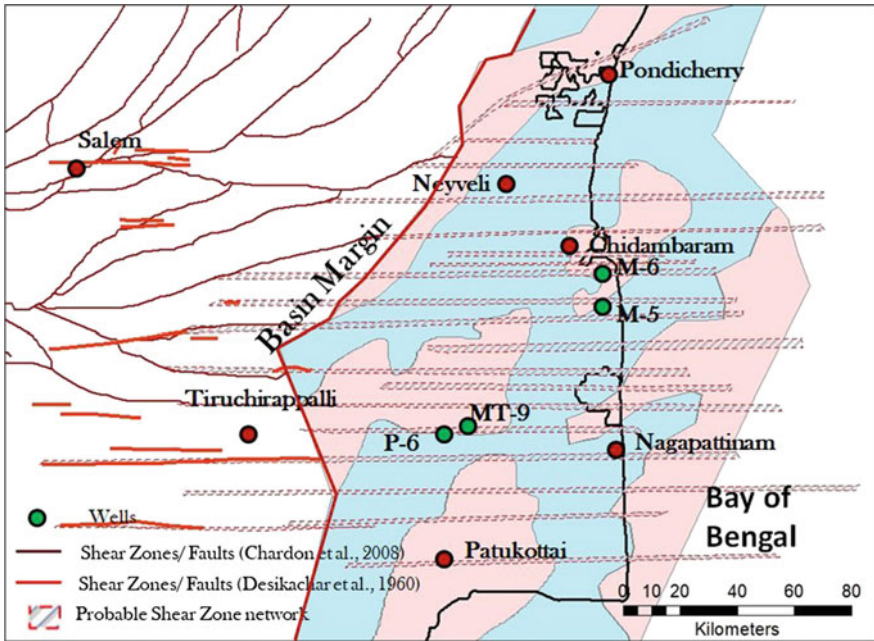 Pondicherry
Salem
Neyveli
Chidambaram
M-6
Basin Margin
M-5
Tiruchirappalli
MT-9
P-6
Nagapattinam
Bay of
Bengal
Wells
Shear Zones/ Faults (Chardon et al., 2008)
Patukottai
Shear Zones/ Faults (Desikachar et al., 1960)
Probable Shear Zone network
0 10 20 40 60 80
Kilometers